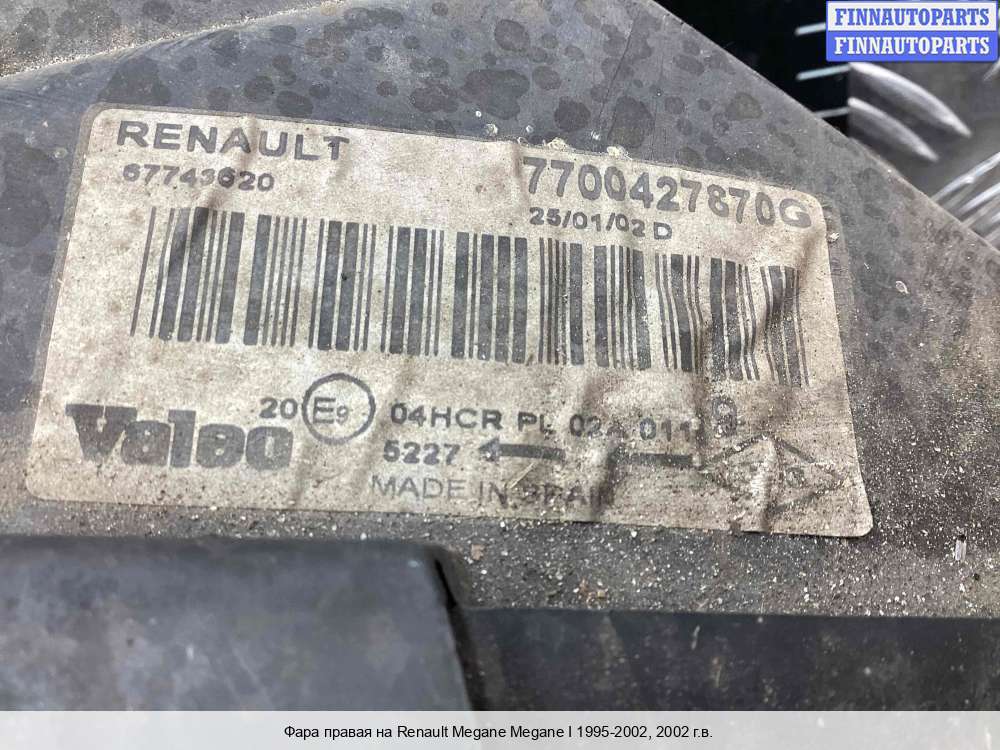 FINNAUTOPARTS
FINNAUTOPARTS
RENAULT
7700427870G
67743620
25/01/02 D
20 E9 04HCR PL 02A 011
Valeo
5227
MADE IN SPAIN
Фара правая на Renault Megane Megane I 1995-2002, 2002 г.в.